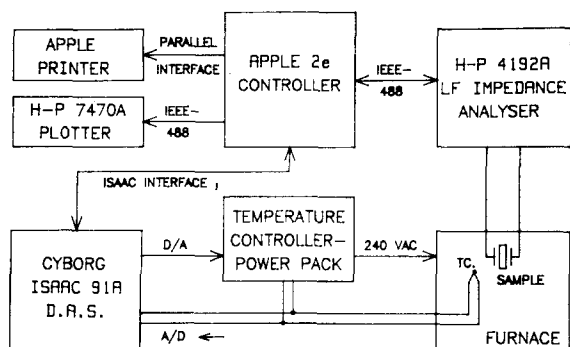 APPLE
PRINTER
PARALLEL
INTERFACE
APPLE 2e
CONTROLLER
IEEE-
488
H-P 4192A
LF IMPEDANCE
ANALYSER
H-P 7470A
PLOTTER
IEEE-
488
ISAAC INTERFACE ,
CYBORG
ISAAC 91A
D.A.S.
D/A
TEMPERATURE
CONTROLLER-
POWER PACK
240 VAC
TC.
SAMPLE
FURNACE
A/D